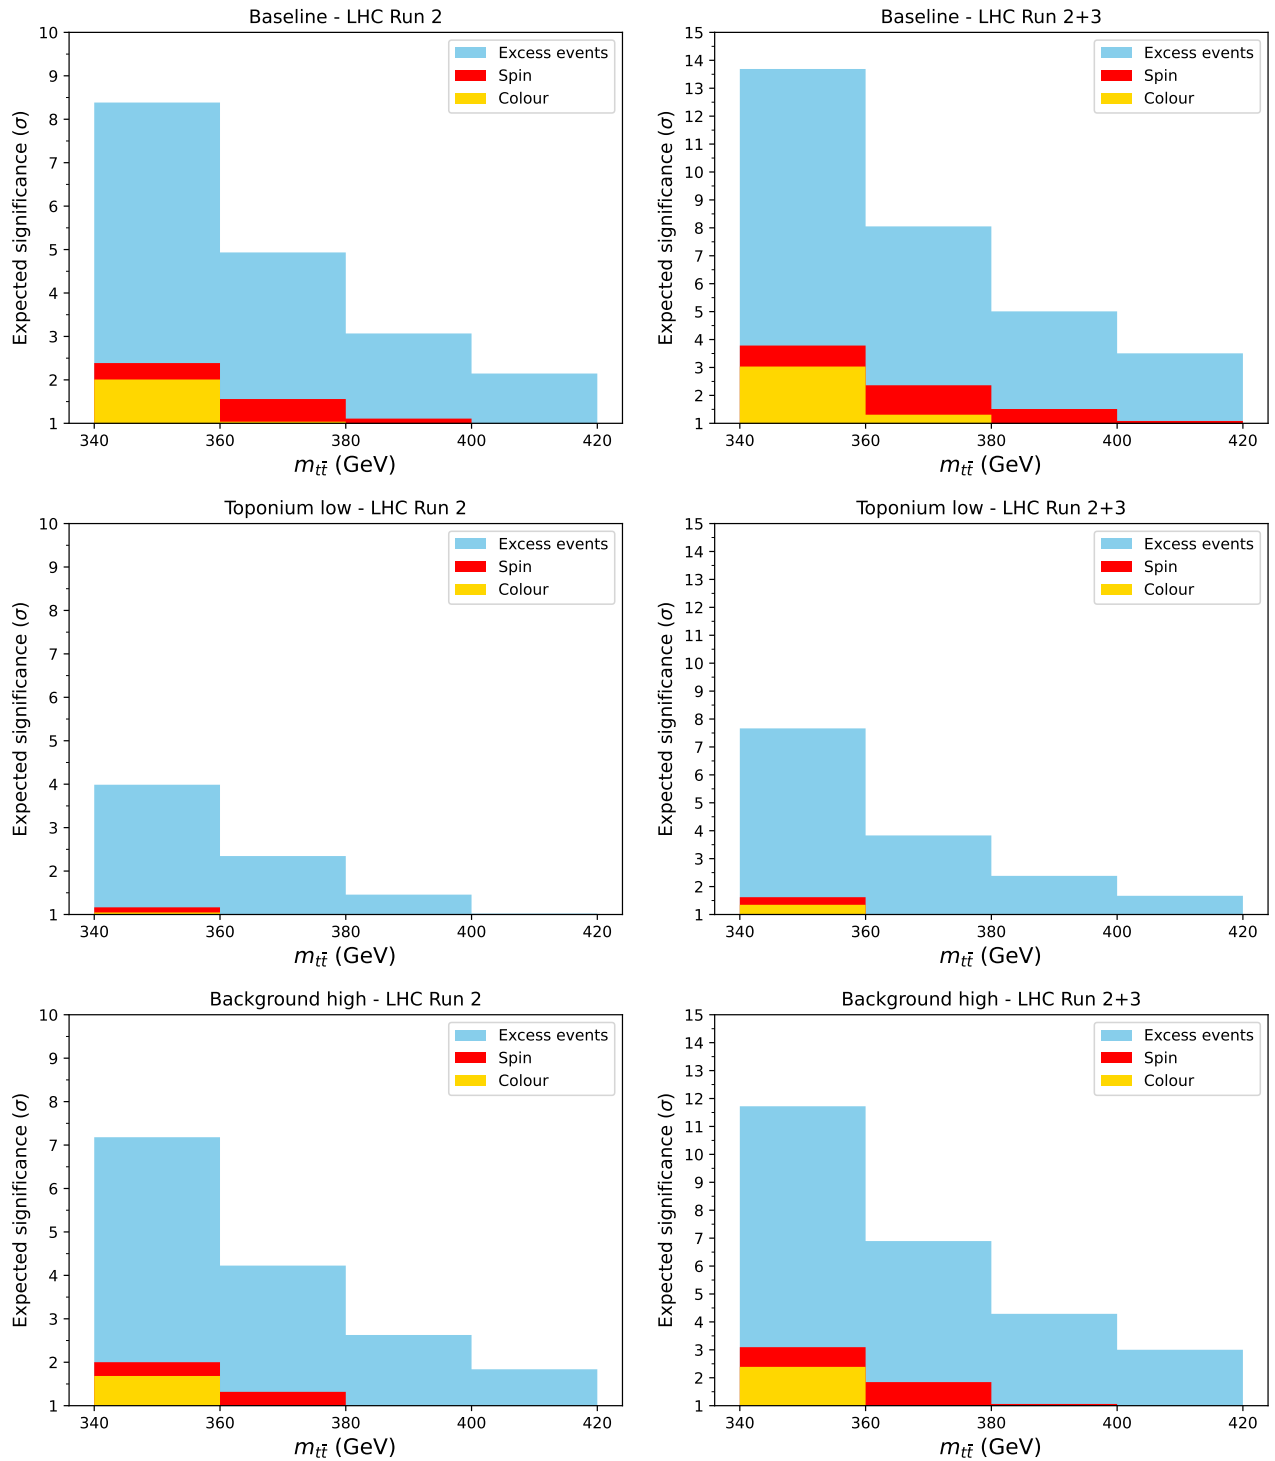 Baseline - LHC Run 2
10
9
8
7
6
5
4
3
2
1
Expected significance (σ)
Excess events
Spin
Colour
340 360 380 400 420
m_{tt̄} (GeV)
Baseline - LHC Run 2+3
15
14
13
12
11
10
9
8
7
6
5
4
3
2
1
Expected significance (σ)
Excess events
Spin
Colour
340 360 380 400 420
m_{tt̄} (GeV)
Toponium low - LHC Run 2
10
9
8
7
6
5
4
3
2
1
Expected significance (σ)
Excess events
Spin
Colour
340 360 380 400 420
m_{tt̄} (GeV)
Toponium low - LHC Run 2+3
15
14
13
12
11
10
9
8
7
6
5
4
3
2
1
Expected significance (σ)
Excess events
Spin
Colour
340 360 380 400 420
m_{tt̄} (GeV)
Background high - LHC Run 2
10
9
8
7
6
5
4
3
2
1
Expected significance (σ)
Excess events
Spin
Colour
340 360 380 400 420
m_{tt̄} (GeV)
Background high - LHC Run 2+3
15
14
13
12
11
10
9
8
7
6
5
4
3
2
1
Expected significance (σ)
Excess events
Spin
Colour
340 360 380 400 420
m_{tt̄} (GeV)